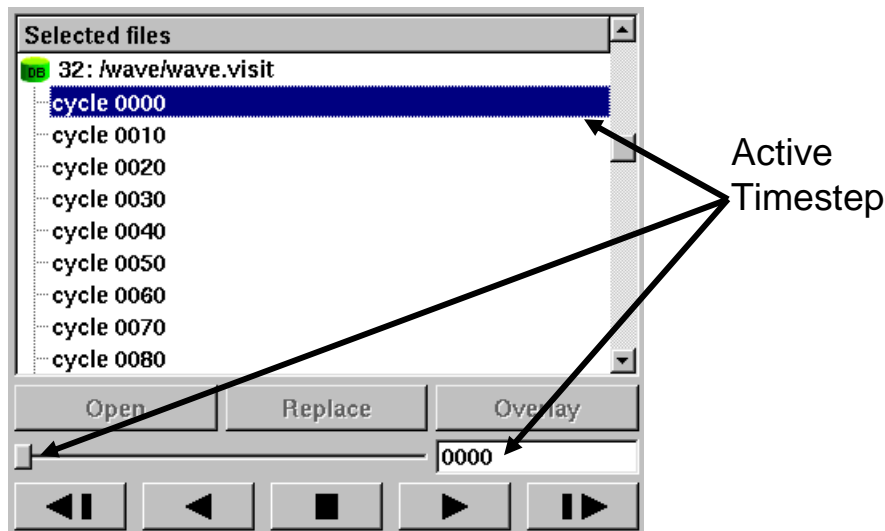 Selected files
DB 32: /wave/wave.visit
cycle 0000
cycle 0010
cycle 0020
cycle 0030
cycle 0040
cycle 0050
cycle 0060
cycle 0070
cycle 0080
Active
Timestep
Open Replace Overlay
0000